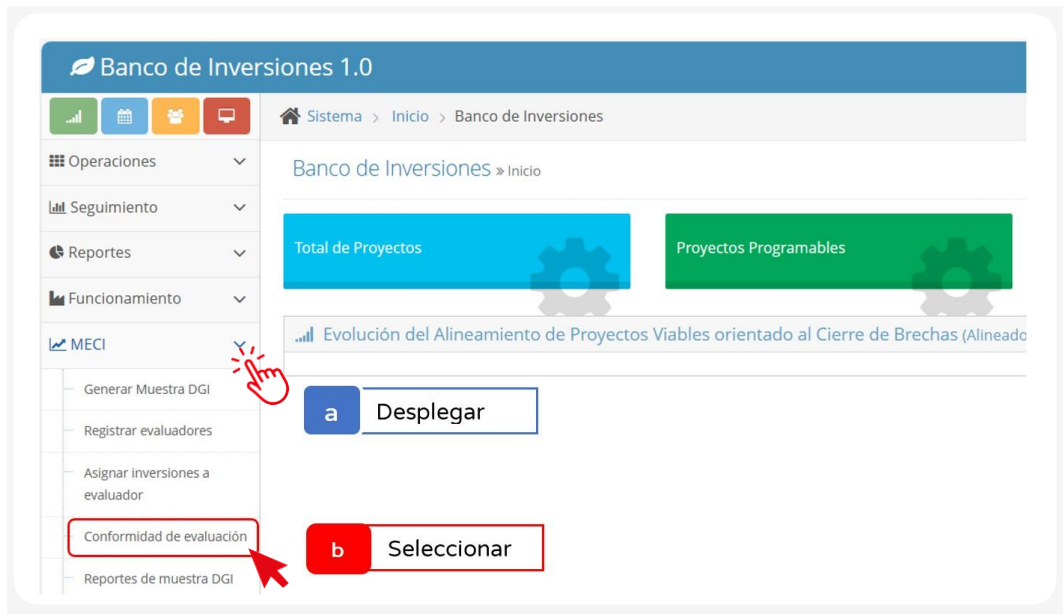 Banco de Inversiones 1.0
Sistema > Inicio > Banco de Inversiones
Operaciones
Seguimiento
Reportes
Funcionamiento
MECI
Generar Muestra DGI
Registrar evaluadores
Asignar inversiones a
evaluador
Conformidad de evaluación
Reportes de muestra DGI
Banco de Inversiones » Inicio
Total de Proyectos
Proyectos Programables
Evolución del Alineamiento de Proyectos Viables orientado al Cierre de Brechas (Alineado
a Desplegar
b Seleccionar